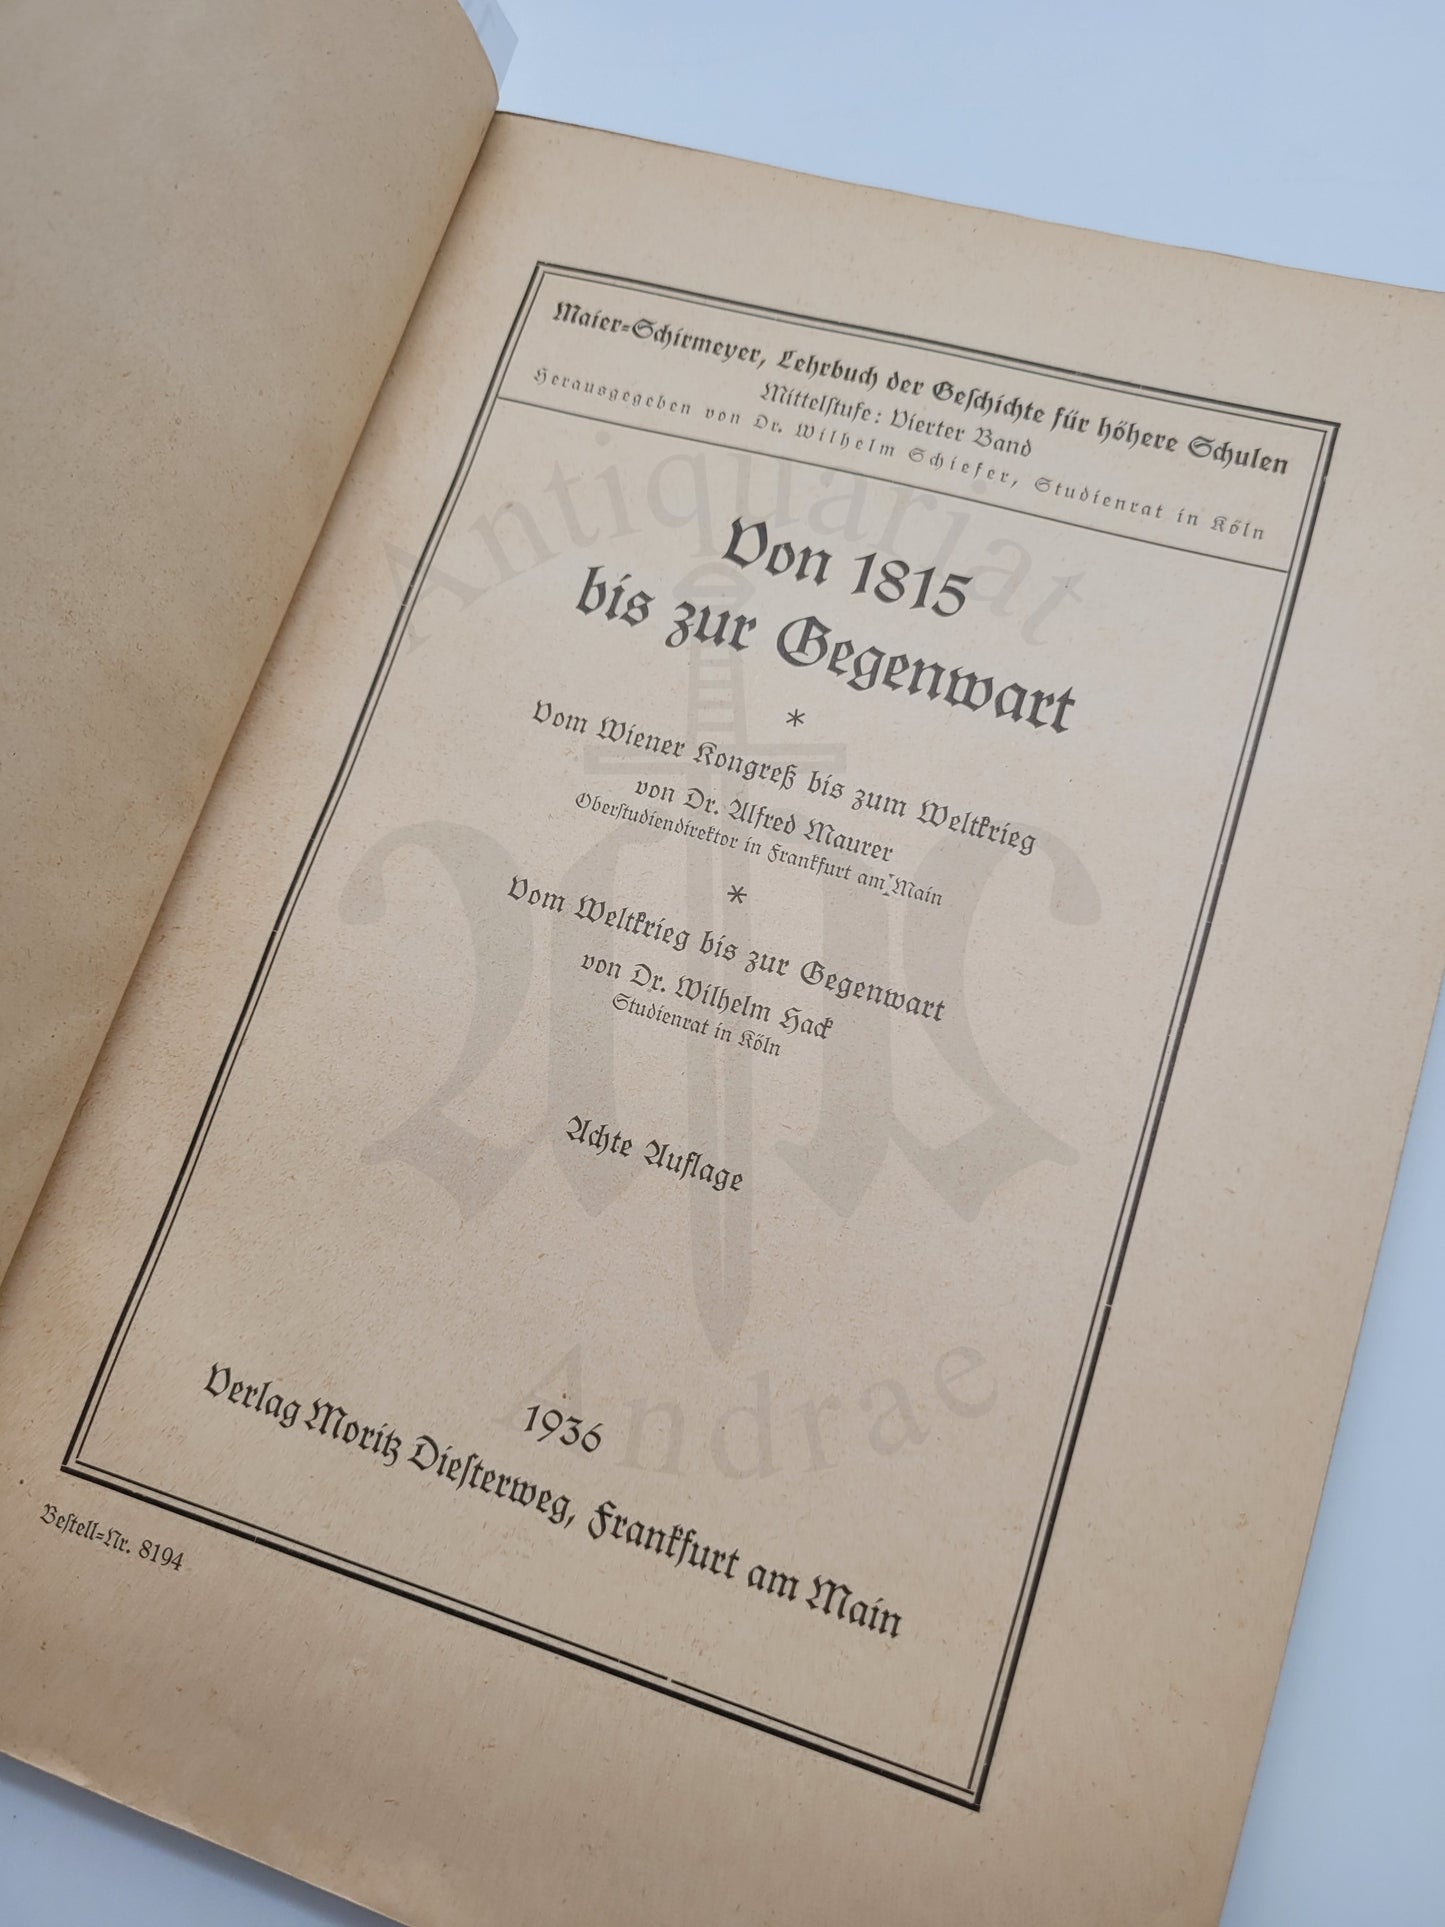 Maier-Schirmeyer, Lehrbuch der Geschichte für höhere Schulen
Mittelstufe: Vierter Band
Herausgegeben von Dr. Wilhelm Schiefer, Studienrat in Köln
Von 1815
bis zur Gegenwart
*
Vom Wiener Kongreß bis zum Weltkrieg
von Dr. Alfred Maurer
Oberstudiendirektor in Frankfurt am Main
*
Vom Weltkrieg bis zur Gegenwart
von Dr. Wilhelm Hack
Studienrat in Köln
Achte Auflage
1936
Verlag Moritz Diesterweg, Frankfurt am Main
Bestell-Nr. 8194
Antiquariat
Andrae